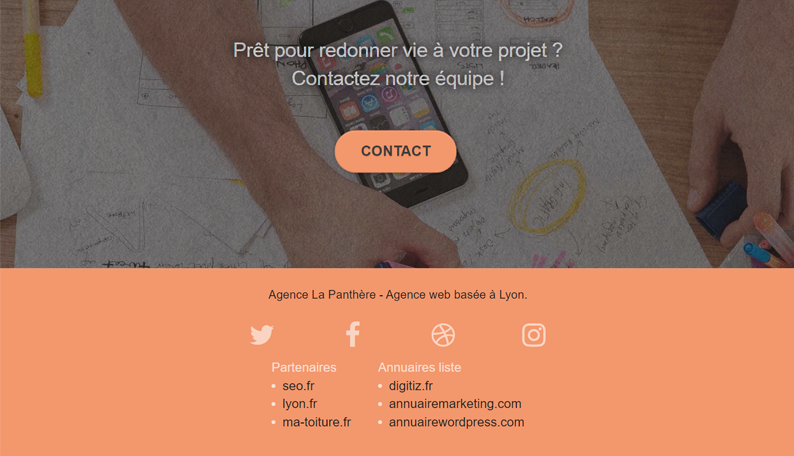 Prêt pour redonner vie à votre projet ?
Contactez notre équipe !
CONTACT
Agence La Panthère - Agence web basée à Lyon.
Partenaires
seo.fr
lyon.fr
ma-toiture.fr
Annuaires liste
digitiz.fr
annuairemarketing.com
annuairewordpress.com